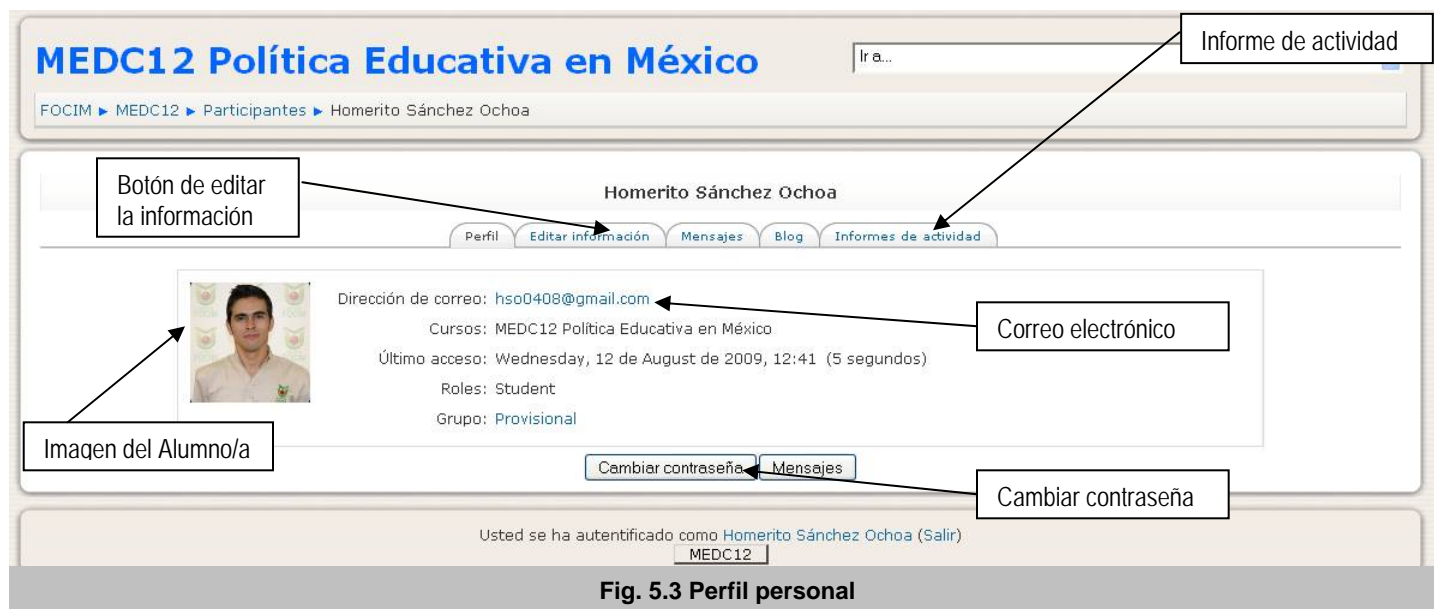 MEDC12 Política Educativa en México
Ir a...
Informe de actividad
FOCIM ► MEDC12 ► Participantes ► Homerito Sánchez Ochoa
Botón de editar
la información
Homerito Sánchez Ochoa
Perfil Editar información Mensajes Blog Informes de actividad
Dirección de correo: hso0408@gmail.com
Cursos: MEDC12 Política Educativa en México
Último acceso: Wednesday, 12 de August de 2009, 12:41 (5 segundos)
Roles: Student
Grupo: Provisional
Correo electrónico
Imagen del Alumno/a
Cambiar contraseña Mensajes
Cambiar contraseña
Usted se ha autentificado como Homerito Sánchez Ochoa (Salir)
MEDC12
Fig. 5.3 Perfil personal